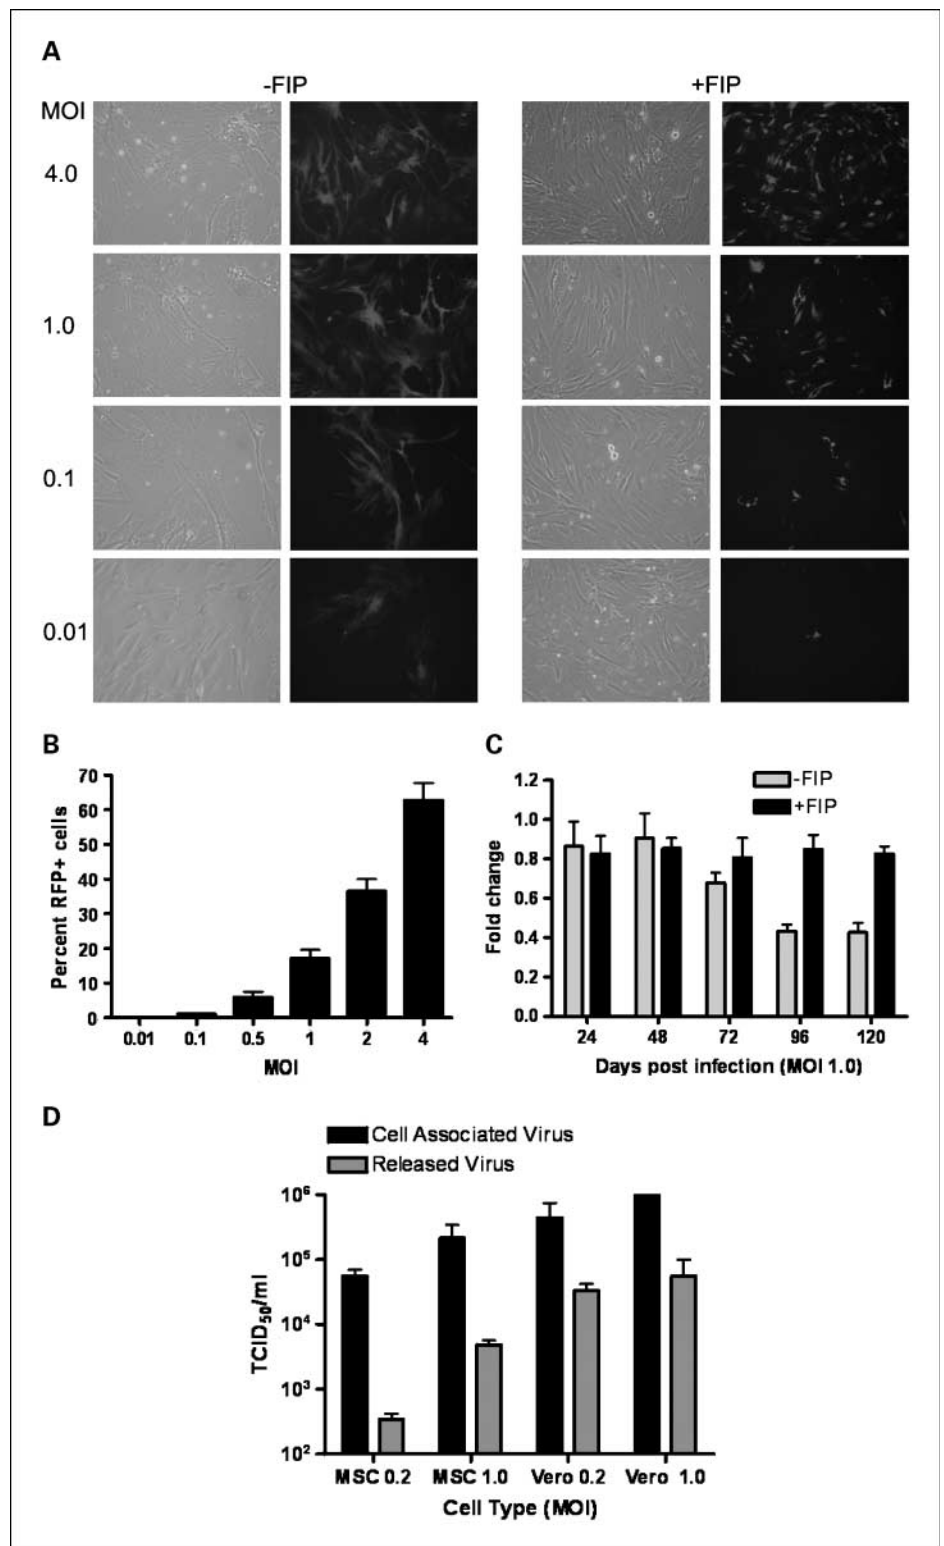 A
-FIP
+FIP
MOI
4.0
1.0
0.1
0.01
B
Percent RFP+ cells
70
60
50
40
30
20
10
0
0.01 0.1 0.5 1 2 4
MOI
C
-FIP
+FIP
Fold change
1.2
1.0
0.8
0.6
0.4
0.2
0.0
24 48 72 96 120
Days post infection (MOI 1.0)
D
Cell Associated Virus
Released Virus
TCID50/ml
10⁶
10⁵
10⁴
10³
10²
MSC 0.2 MSC 1.0 Vero 0.2 Vero 1.0
Cell Type (MOI)